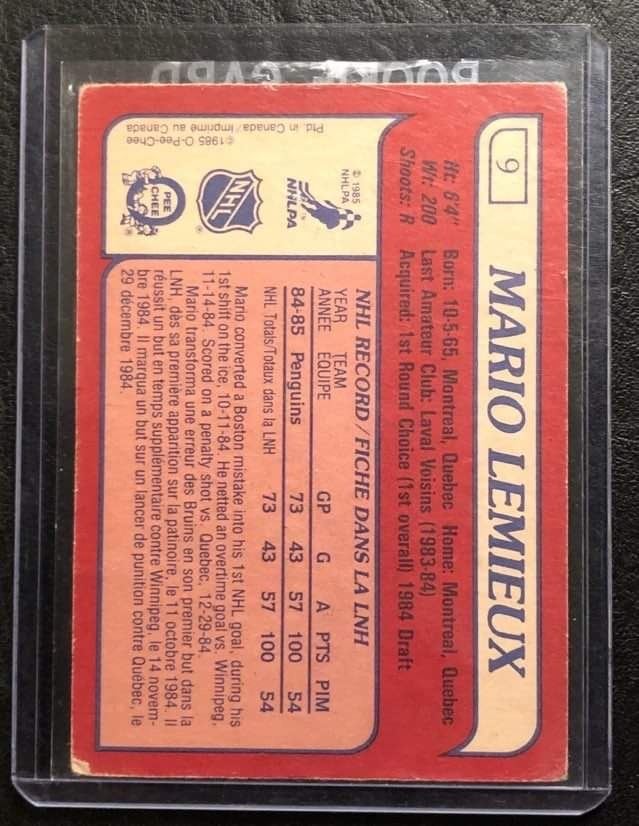 ROOKIE CARD
9
MARIO LEMIEUX
Ht: 6'4" Born: 10-5-65, Montreal, Quebec Home: Montreal, Quebec
Wt: 200 Last Amateur Club: Laval Voisins (1983-84)
Shoots: R Acquired: 1st Round Choice (1st overall) 1984 Draft
© 1985
NHLPA
NHLPA
NHL
O
PEE
CHEE
©1985 O-Pee-Chee
Ptd. in Canada/Imprimé au Canada
NHL RECORD/FICHE DANS LA LNH
YEAR TEAM GP G A PTS PIM
ANNEE EQUIPE
84-85 Penguins 73 43 57 100 54
NHL Totals/Totaux dans la LNH 73 43 57 100 54
Mario converted a Boston mistake into his 1st NHL goal, during his
1st shift on the ice, 10-11-84. He netted an overtime goal vs. Winnipeg,
11-14-84. Scored on a penalty shot vs. Quebec, 12-29-84.
Mario transforma une erreur des Bruins en son premier but dans la
LNH, dès sa première apparition sur la patinoire, le 11 octobre 1984. Il
réussit un but en temps supplémentaire contre Winnipeg, le 14 novem-
bre 1984. Il marqua un but sur un lancer de punition contre Québec, le
29 décembre 1984.